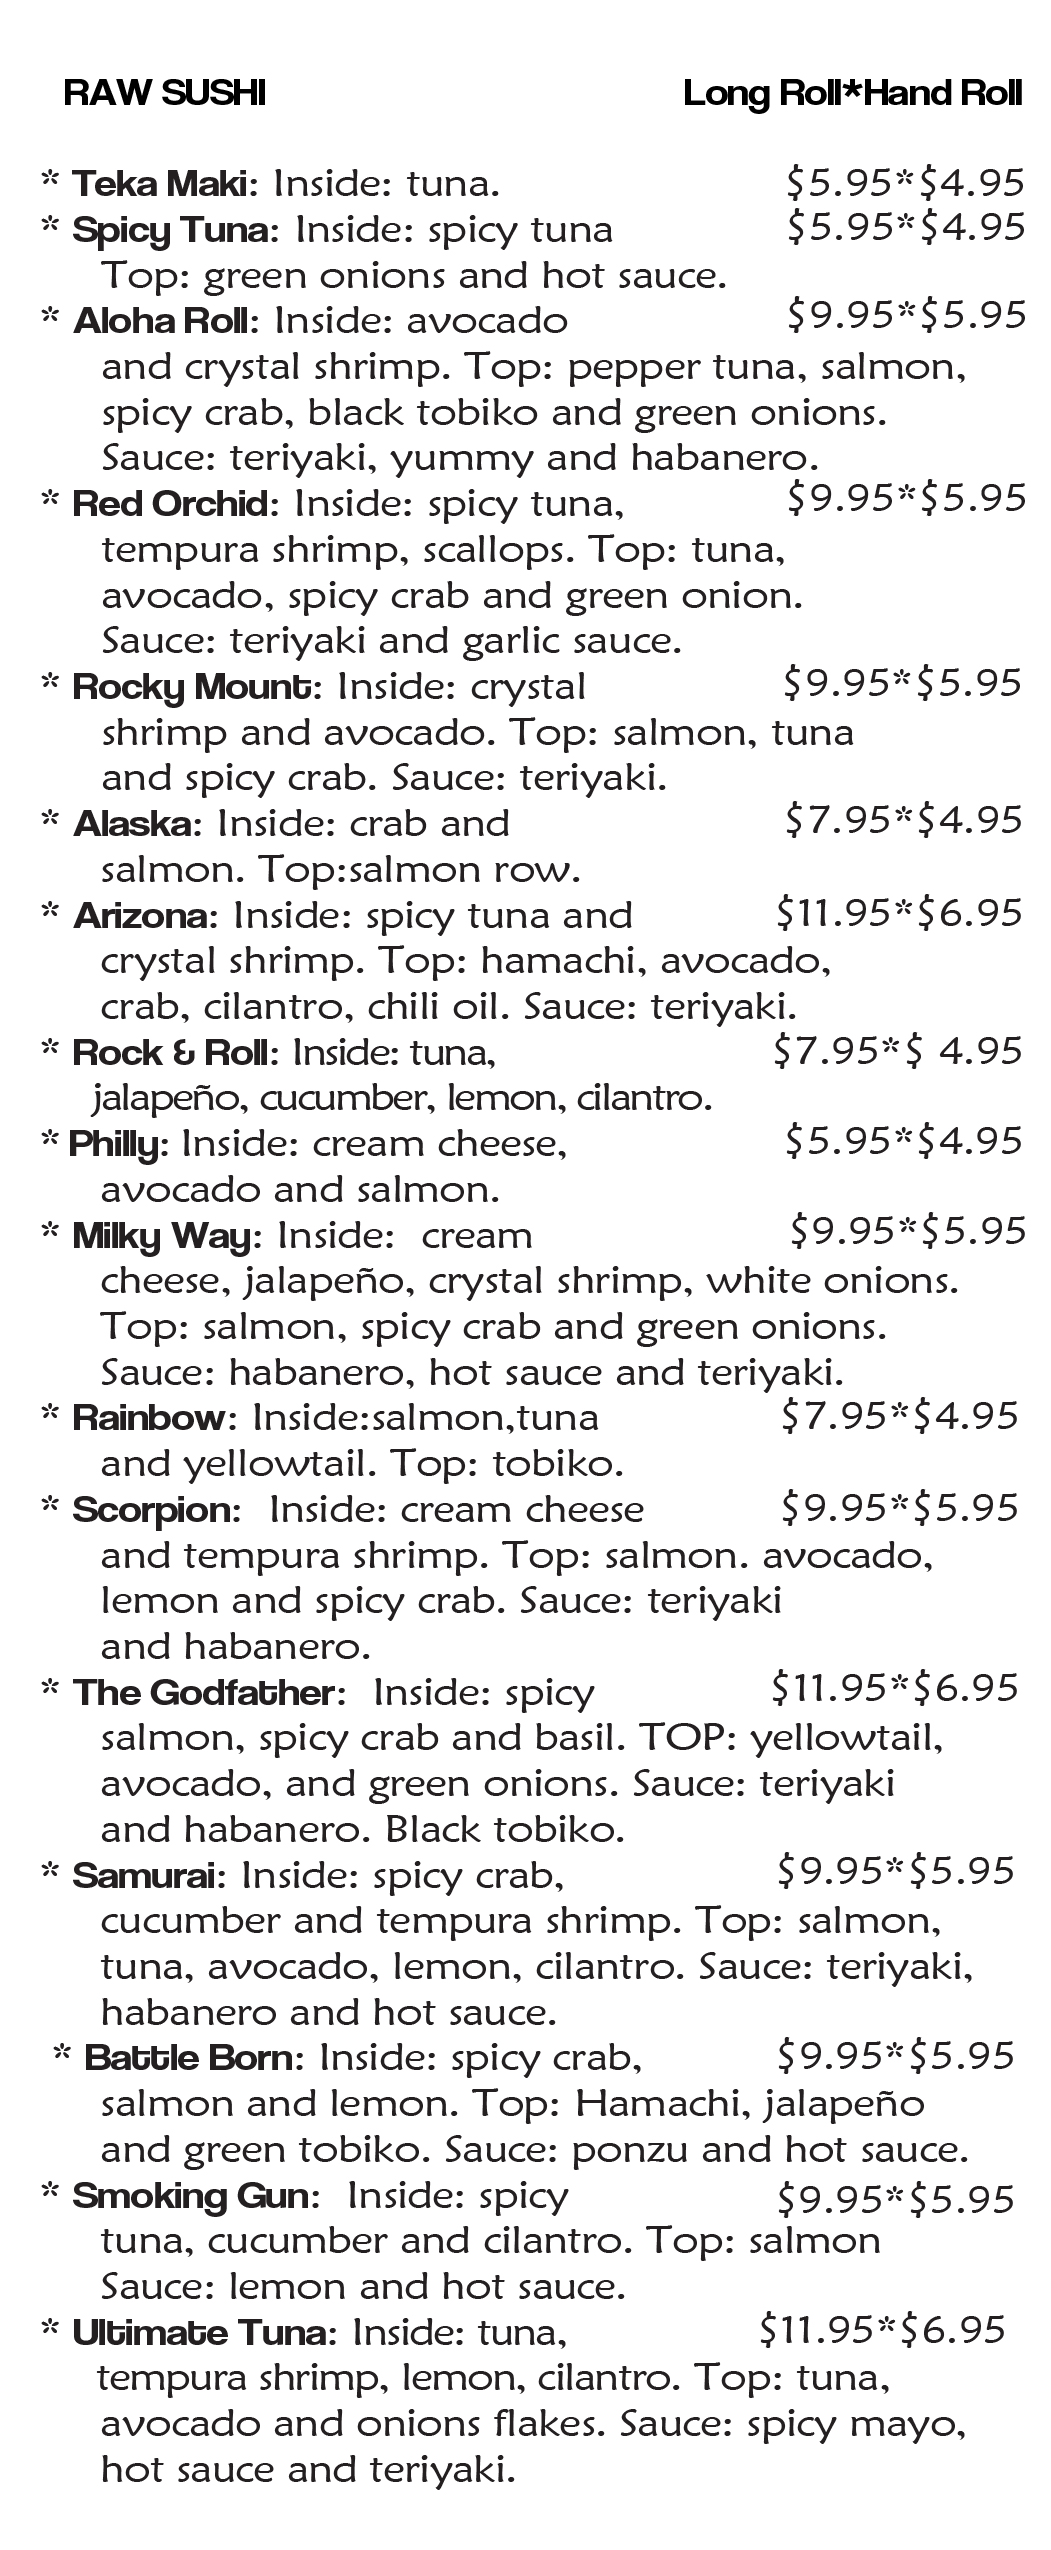 RAW SUSHI Long Roll*Hand Roll
* Teka Maki: Inside: tuna. $5.95*$4.95
* Spicy Tuna: Inside: spicy tuna $5.95*$4.95
Top: green onions and hot sauce.
* Aloha Roll: Inside: avocado $9.95*$5.95
and crystal shrimp. Top: pepper tuna, salmon,
spicy crab, black tobiko and green onions.
Sauce: teriyaki, yummy and habanero.
* Red Orchid: Inside: spicy tuna, $9.95*$5.95
tempura shrimp, scallops. Top: tuna,
avocado, spicy crab and green onion.
Sauce: teriyaki and garlic sauce.
* Rocky Mount: Inside: crystal $9.95*$5.95
shrimp and avocado. Top: salmon, tuna
and spicy crab. Sauce: teriyaki.
* Alaska: Inside: crab and $7.95*$4.95
salmon. Top:salmon row.
* Arizona: Inside: spicy tuna and $11.95*$6.95
crystal shrimp. Top: hamachi, avocado,
crab, cilantro, chili oil. Sauce: teriyaki.
* Rock & Roll: Inside: tuna, $7.95*$ 4.95
jalapeño, cucumber, lemon, cilantro.
* Philly: Inside: cream cheese, $5.95*$4.95
avocado and salmon.
* Milky Way: Inside: cream $9.95*$5.95
cheese, jalapeño, crystal shrimp, white onions.
Top: salmon, spicy crab and green onions.
Sauce: habanero, hot sauce and teriyaki.
* Rainbow: Inside:salmon,tuna $7.95*$4.95
and yellowtail. Top: tobiko.
* Scorpion: Inside: cream cheese $9.95*$5.95
and tempura shrimp. Top: salmon. avocado,
lemon and spicy crab. Sauce: teriyaki
and habanero.
* The Godfather: Inside: spicy $11.95*$6.95
salmon, spicy crab and basil. TOP: yellowtail,
avocado, and green onions. Sauce: teriyaki
and habanero. Black tobiko.
* Samurai: Inside: spicy crab, $9.95*$5.95
cucumber and tempura shrimp. Top: salmon,
tuna, avocado, lemon, cilantro. Sauce: teriyaki,
habanero and hot sauce.
* Battle Born: Inside: spicy crab, $9.95*$5.95
salmon and lemon. Top: Hamachi, jalapeño
and green tobiko. Sauce: ponzu and hot sauce.
* Smoking Gun: Inside: spicy $9.95*$5.95
tuna, cucumber and cilantro. Top: salmon
Sauce: lemon and hot sauce.
* Ultimate Tuna: Inside: tuna, $11.95*$6.95
tempura shrimp, lemon, cilantro. Top: tuna,
avocado and onions flakes. Sauce: spicy mayo,
hot sauce and teriyaki.